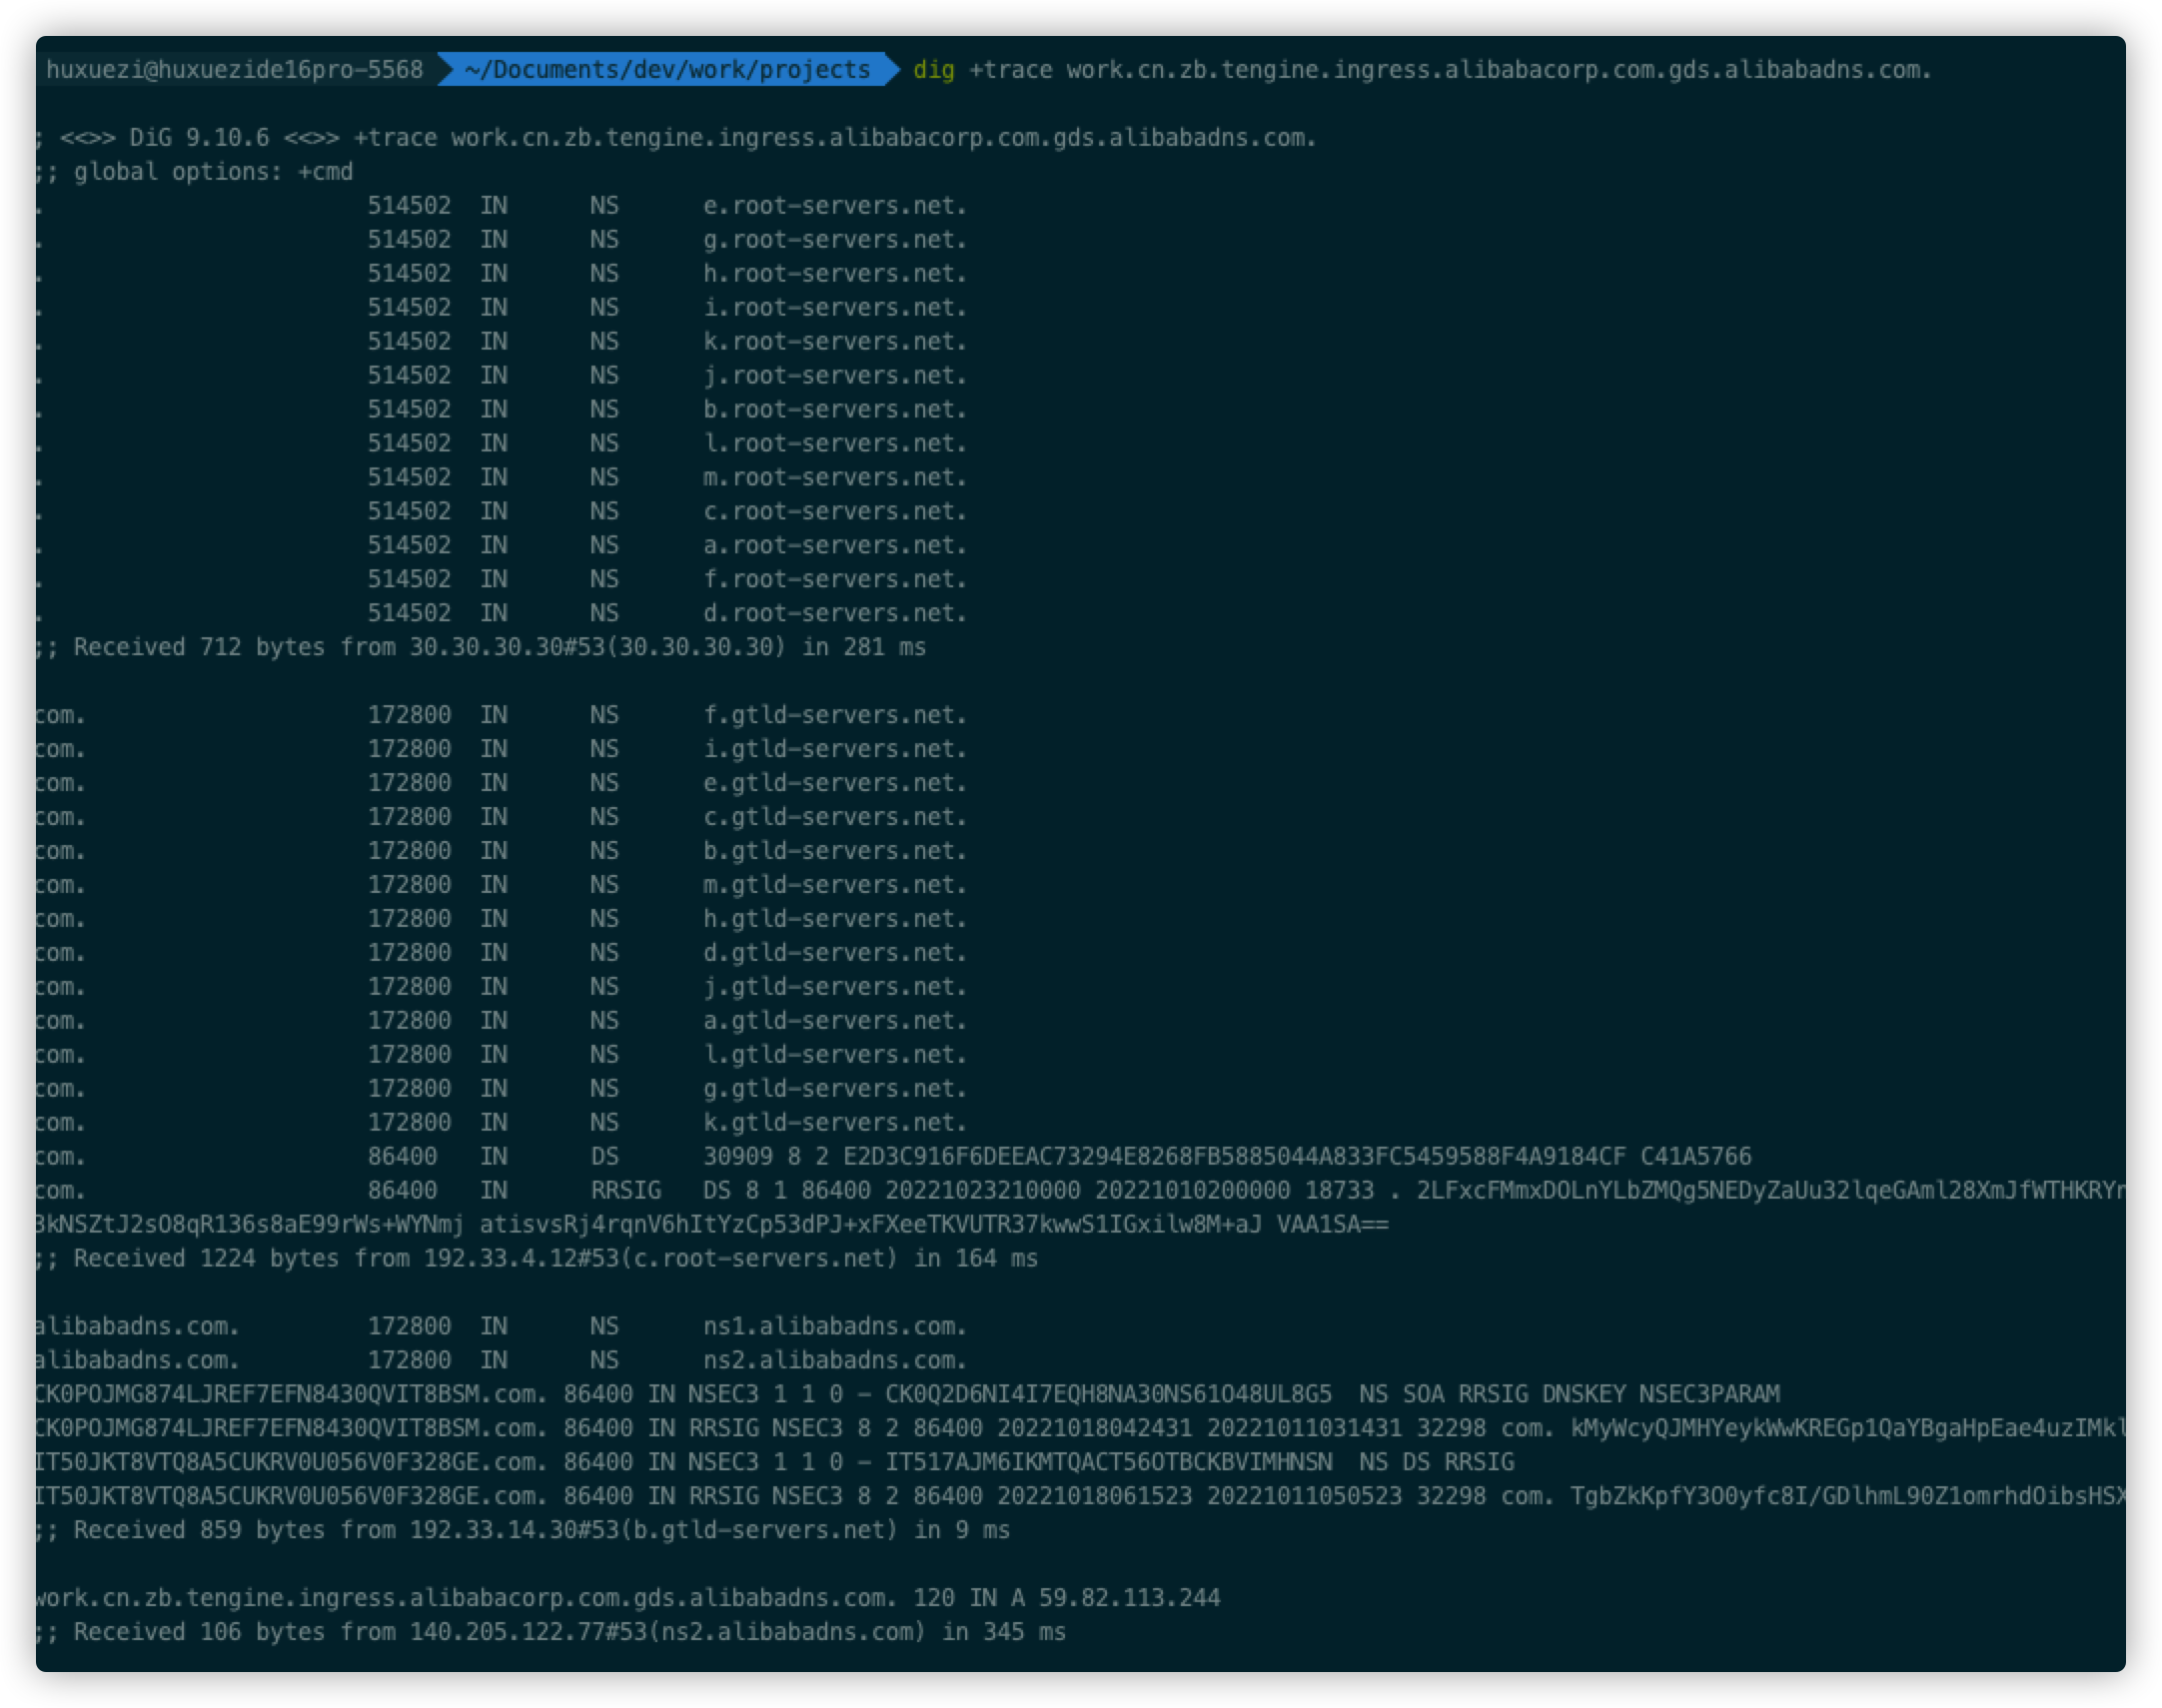 huxuezi@huxuezide16pro-5568 ~/Documents/dev/work/projects dig +trace work.cn.zb.tengine.ingress.alibabacorp.com.gds.alibabadns.com.
; <<>> DiG 9.10.6 <<>> +trace work.cn.zb.tengine.ingress.alibabacorp.com.gds.alibabadns.com.
;; global options: +cmd
. 514502 IN NS e.root-servers.net.
. 514502 IN NS g.root-servers.net.
. 514502 IN NS h.root-servers.net.
. 514502 IN NS i.root-servers.net.
. 514502 IN NS k.root-servers.net.
. 514502 IN NS j.root-servers.net.
. 514502 IN NS b.root-servers.net.
. 514502 IN NS l.root-servers.net.
. 514502 IN NS m.root-servers.net.
. 514502 IN NS c.root-servers.net.
. 514502 IN NS a.root-servers.net.
. 514502 IN NS f.root-servers.net.
. 514502 IN NS d.root-servers.net.
;; Received 712 bytes from 30.30.30.30#53(30.30.30.30) in 281 ms
com. 172800 IN NS f.gtld-servers.net.
com. 172800 IN NS i.gtld-servers.net.
com. 172800 IN NS e.gtld-servers.net.
com. 172800 IN NS c.gtld-servers.net.
com. 172800 IN NS b.gtld-servers.net.
com. 172800 IN NS m.gtld-servers.net.
com. 172800 IN NS h.gtld-servers.net.
com. 172800 IN NS d.gtld-servers.net.
com. 172800 IN NS j.gtld-servers.net.
com. 172800 IN NS a.gtld-servers.net.
com. 172800 IN NS l.gtld-servers.net.
com. 172800 IN NS g.gtld-servers.net.
com. 172800 IN NS k.gtld-servers.net.
com. 86400 IN DS 30909 8 2 E2D3C916F6DEEAC73294E8268FB5885044A833FC5459588F4A9184CF C41A5766
com. 86400 IN RRSIG DS 8 1 86400 20221023210000 20221010200000 18733 . 2LFxcFMmxDOLnYLbZMQg5NEDyZaUu32lqeGAml28XmJfWTHKRYr
3kNSZtJ2sO8qR136s8aE99rWs+WYNmj atisvsRj4rqnV6hItYzCp53dPJ+xFXeeTKVUTR37kwwS1IGxilw8M+aJ VAA1SA==
;; Received 1224 bytes from 192.33.4.12#53(c.root-servers.net) in 164 ms
alibabadns.com. 172800 IN NS ns1.alibabadns.com.
alibabadns.com. 172800 IN NS ns2.alibabadns.com.
CK0POJMG874LJREF7EFN8430QVIT8BSM.com. 86400 IN NSEC3 1 1 0 - CK0Q2D6NI4I7EQH8NA30NS61O48UL8G5 NS SOA RRSIG DNSKEY NSEC3PARAM
CK0POJMG874LJREF7EFN8430QVIT8BSM.com. 86400 IN RRSIG NSEC3 8 2 86400 20221018042431 20221011031431 32298 com. kMyWcyQJMHYeykWwKREGp1QaYBgaHpEae4uzIMkl
IT50JKT8VTQ8A5CUKRV0U056V0F328GE.com. 86400 IN NSEC3 1 1 0 - IT517AJM6IKMTQACT56OTBCKBVIMHNSN NS DS RRSIG
IT50JKT8VTQ8A5CUKRV0U056V0F328GE.com. 86400 IN RRSIG NSEC3 8 2 86400 20221018061523 20221011050523 32298 com. TgbZkKpfY3O0yfc8I/GDlhmL90Z1omrhdOibsHSX
;; Received 859 bytes from 192.33.14.30#53(b.gtld-servers.net) in 9 ms
work.cn.zb.tengine.ingress.alibabacorp.com.gds.alibabadns.com. 120 IN A 59.82.113.244
;; Received 106 bytes from 140.205.122.77#53(ns2.alibabadns.com) in 345 ms